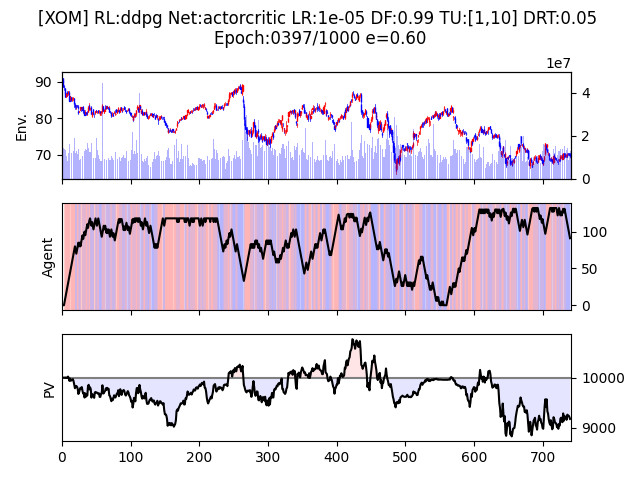 [XOM] RL:ddpg Net:actorcritic LR:1e-05 DF:0.99 TU:[1,10] DRT:0.05
Epoch:0397/1000 e=0.60
1e7
90
80
70
Env.
4
2
0
Agent
100
50
0
PV
10000
9000
0 100 200 300 400 500 600 700